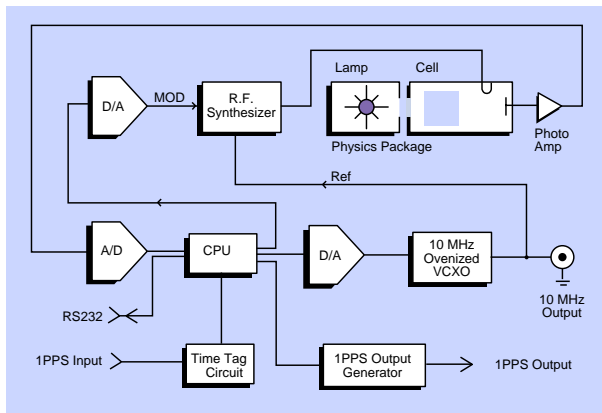 Lamp
Cell
D/A
MOD
R.F.
Synthesizer
Physics Package
Photo
Amp
Ref
A/D
CPU
D/A
10 MHz
Ovenized
VCXO
10 MHz
Output
RS232
1PPS Input
Time Tag
Circuit
1PPS Output
Generator
1PPS Output